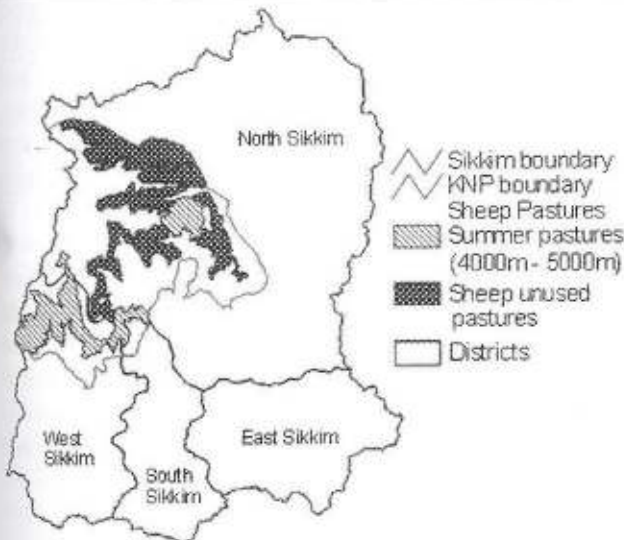 North Sikkim
Sikkim boundary
KNP boundary
Sheep Pastures
Summer pastures
(4000m - 5000m)
Sheep unused
pastures
Districts
West
Sikkim
South
Sikkim
East Sikkim